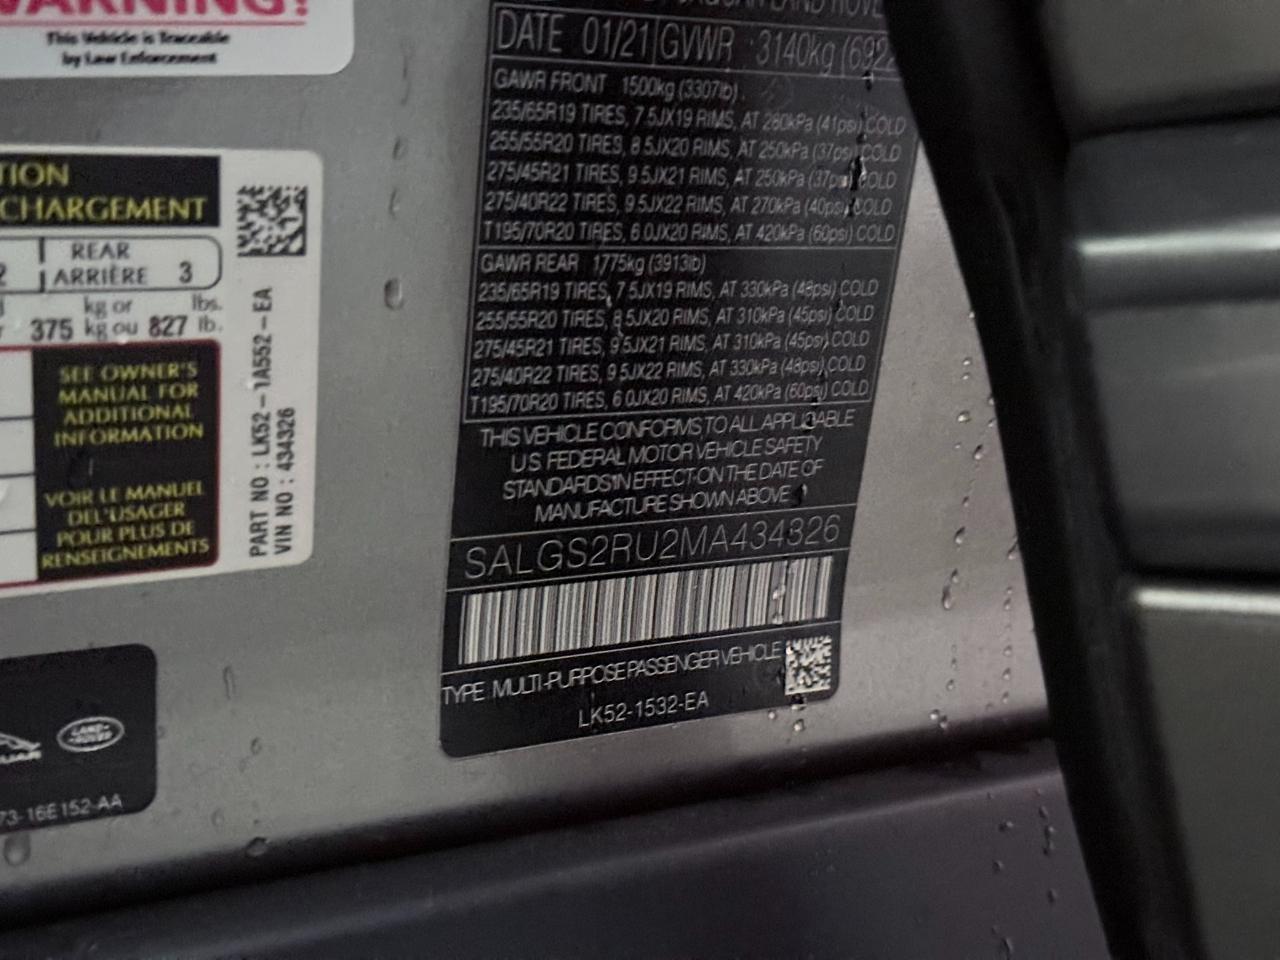 WARNING!
This Vehicle is Traceable
by Law Enforcement
TION
CHARGEMENT
REAR
ARRIÈRE 3
kg or lbs.
375 kg ou 827 lb.
SEE OWNER'S
MANUAL FOR
ADDITIONAL
INFORMATION
VOIR LE MANUEL
DEL'USAGER
POUR PLUS DE
RENSEIGNEMENTS
PART NO : LK52-1A552-EA
VIN NO : 434326
LAND ROVER
73-16E152-AA
JAGUAR LAND ROVE
DATE 01/21 GVWR 3140kg (692
GAWR FRONT 1500kg (3307lb)
235/65R19 TIRES, 7.5JX19 RIMS, AT 280kPa (41psi) COLD
255/55R20 TIRES, 8.5JX20 RIMS, AT 250kPa (37psi) COLD
275/45R21 TIRES, 9.5JX21 RIMS, AT 250kPa (37psi) COLD
275/40R22 TIRES, 9.5JX22 RIMS, AT 270kPa (40psi) COLD
T195/70R20 TIRES, 6.0JX20 RIMS, AT 420kPa (60psi) COLD
GAWR REAR 1775kg (3913lb)
235/65R19 TIRES, 7.5JX19 RIMS, AT 330kPa (48psi) COLD
255/55R20 TIRES, 8.5JX20 RIMS, AT 310kPa (45psi) COLD
275/45R21 TIRES, 9.5JX21 RIMS, AT 310kPa (45psi) COLD
275/40R22 TIRES, 9.5JX22 RIMS, AT 330kPa (48psi) COLD
T195/70R20 TIRES, 6.0JX20 RIMS, AT 420kPa (60psi) COLD
THIS VEHICLE CONFORMS TO ALL APPLICABLE
U.S. FEDERAL MOTOR VEHICLE SAFETY
STANDARDS IN EFFECT ON THE DATE OF
MANUFACTURE SHOWN ABOVE
SALGS2RU2MA434326
TYPE MULTI-PURPOSE PASSENGER VEHICLE
LK52-1532-EA